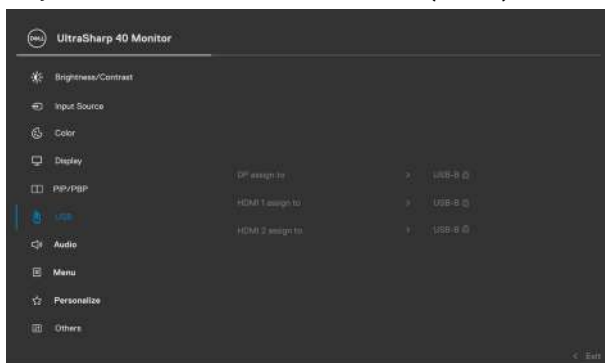 DELL UltraSharp 40 Monitor
Brightness/Contrast
Input Source
Color
Display
DP assign to > USB-B
PIP/PBP
HDMI 1 assign to > USB-B
USB
HDMI 2 assign to > USB-B
Audio
Menu
Personalize
Others
< Exit